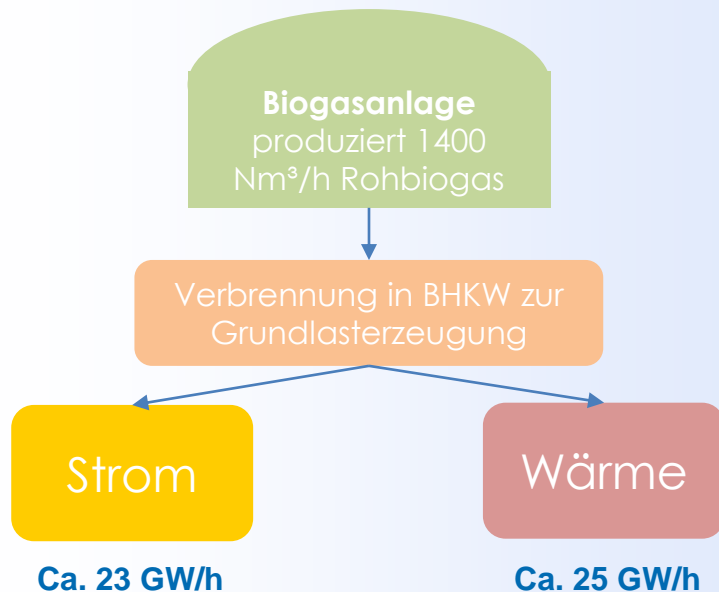 Biogasanlage
produziert 1400
Nm³/h Rohbiogas
Verbrennung in BHKW zur
Grundlasterzeugung
Strom
Wärme
Ca. 23 GW/h
Ca. 25 GW/h